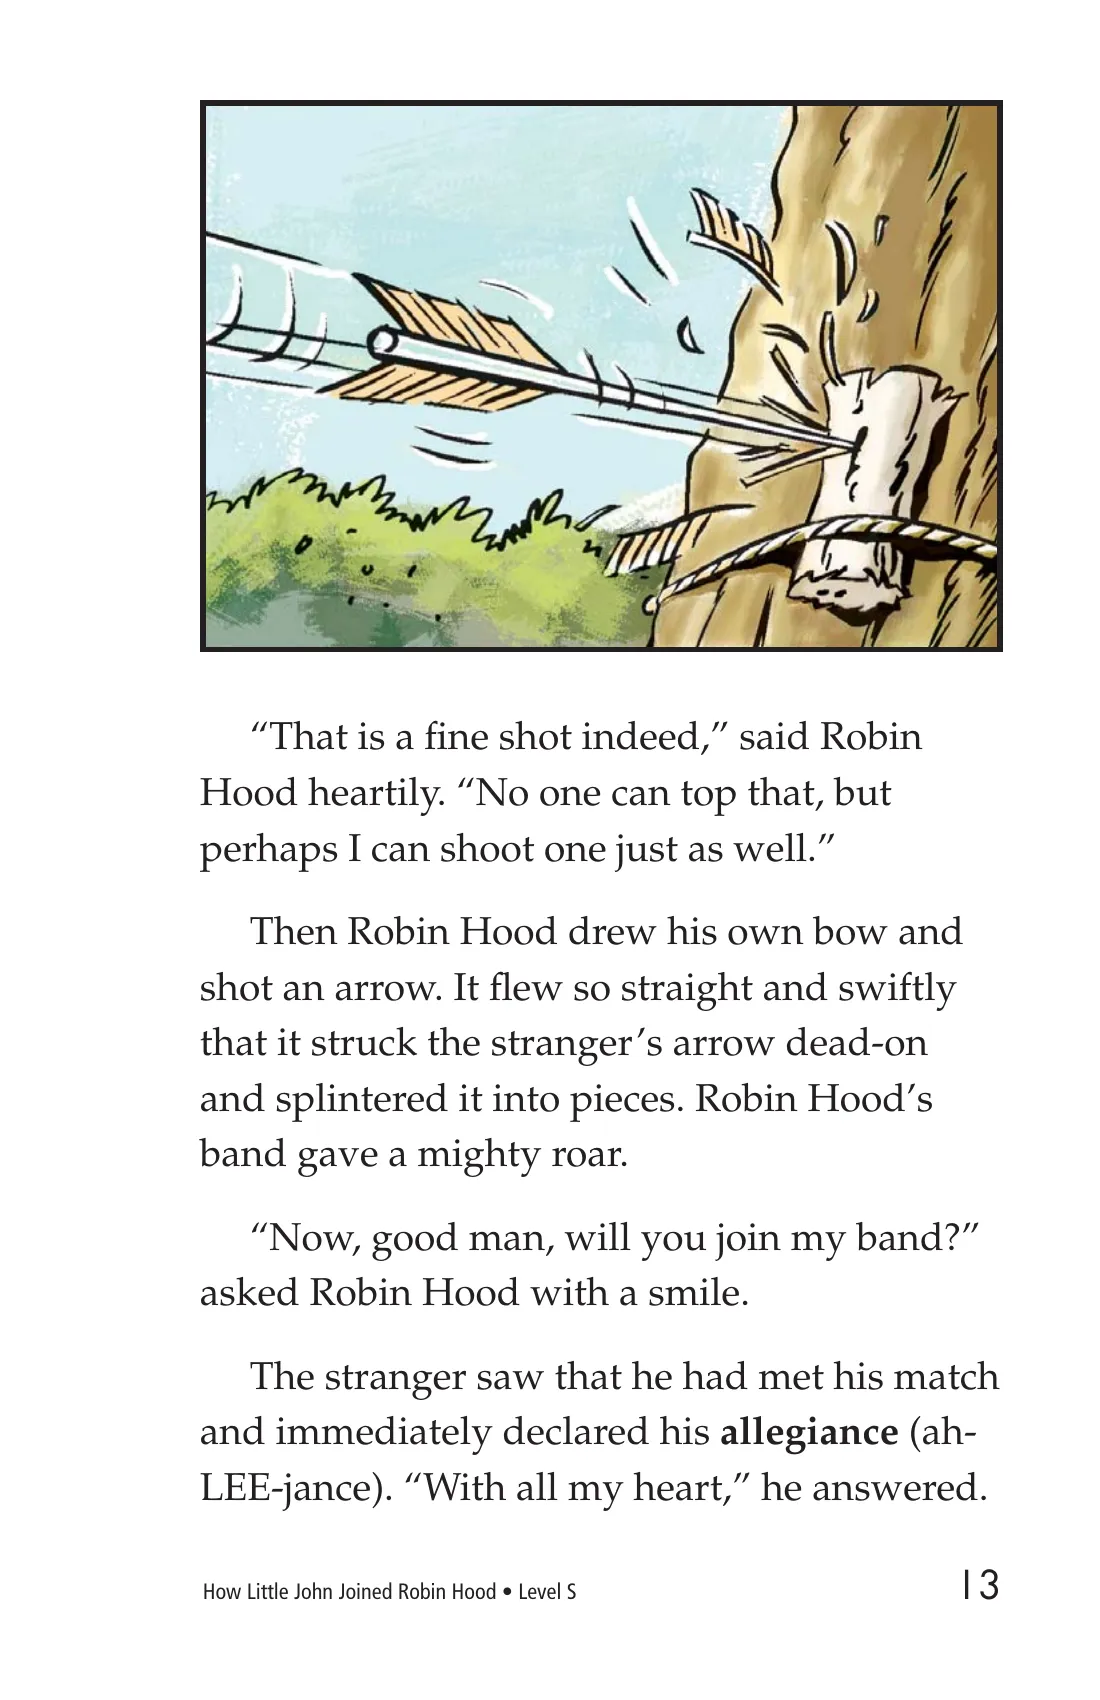 “That is a fine shot indeed,” said Robin
Hood heartily. “No one can top that, but
perhaps I can shoot one just as well.”
Then Robin Hood drew his own bow and
shot an arrow. It flew so straight and swiftly
that it struck the stranger’s arrow dead-on
and splintered it into pieces. Robin Hood’s
band gave a mighty roar.
“Now, good man, will you join my band?”
asked Robin Hood with a smile.
The stranger saw that he had met his match
and immediately declared his allegiance (ah-
LEE-jance). “With all my heart,” he answered.
How Little John Joined Robin Hood • Level S 13